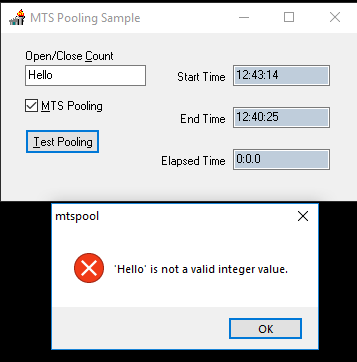 MTS Pooling Sample
Open/Close Count
Hello
Start Time 12:43:14
MTS Pooling
End Time 12:40:25
Test Pooling
Elapsed Time 0:0.0
mtspool
'Hello' is not a valid integer value.
OK